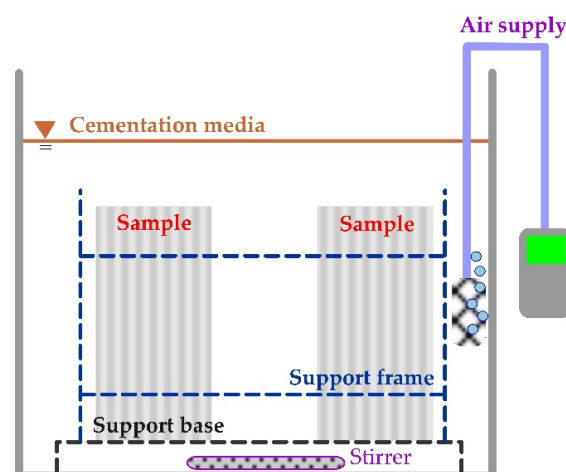 Air supply
Cementation media
Sample Sample
Support frame
Support base
Stirrer